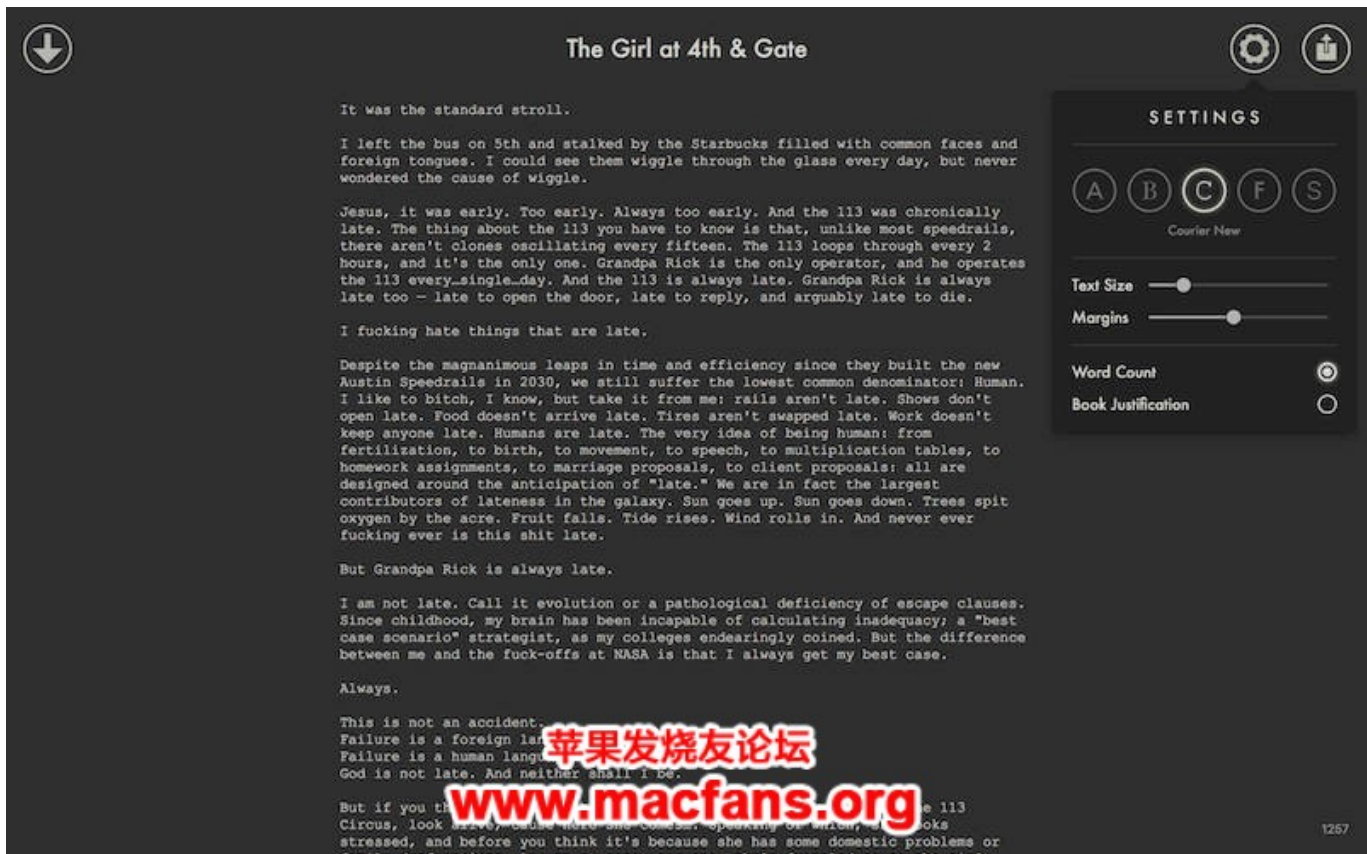 The Girl at 4th & Gate
It was the standard stroll.
I left the bus on 5th and stalked by the Starbucks filled with common faces and
foreign tongues. I could see them wiggle through the glass every day, but never
wondered the cause of wiggle.
Jesus, it was early. Too early. Always too early. And the 113 was chronically
late. The thing about the 113 you have to know is that, unlike most speedrails,
there aren't clones oscillating every fifteen. The 113 loops through every 2
hours, and it's the only one. Grandpa Rick is the only operator, and he operates
the 113 every…single…day. And the 113 is always late. Grandpa Rick is always
late too — late to open the door, late to reply, and arguably late to die.
I fucking hate things that are late.
Despite the magnanimous leaps in time and efficiency since they built the new
Austin Speedrails in 2030, we still suffer the lowest common denominator: Human.
I like to bitch, I know, but take it from me: rails aren't late. Shows don't
open late. Food doesn't arrive late. Tires aren't swapped late. Work doesn't
keep anyone late. Humans are late. The very idea of being human: from
fertilization, to birth, to movement, to speech, to multiplication tables, to
homework assignments, to marriage proposals, to client proposals: all are
designed around the anticipation of "late." We are in fact the largest
contributors of lateness in the galaxy. Sun goes up. Sun goes down. Trees spit
oxygen by the acre. Fruit falls. Tide rises. Wind rolls in. And never ever
fucking ever is this shit late.
But Grandpa Rick is always late.
I am not late. Call it evolution or a pathological deficiency of escape clauses.
Since childhood, my brain has been incapable of calculating inadequacy; a "best
case scenario" strategist, as my colleges endearingly coined. But the difference
between me and the fuck-offs at NASA is that I always get my best case.
Always.
This is not an accident.
Failure is a foreign
Failure is a human
God is not late. And neither shall I be.
But if you 113
Circus, look
stressed, and before you think it's because she has some domestic problems or
SETTINGS
A B C F S
Courier New
Text Size
Margins
Word Count
Book Justification
苹果发烧友论坛
www.macfans.org
1257